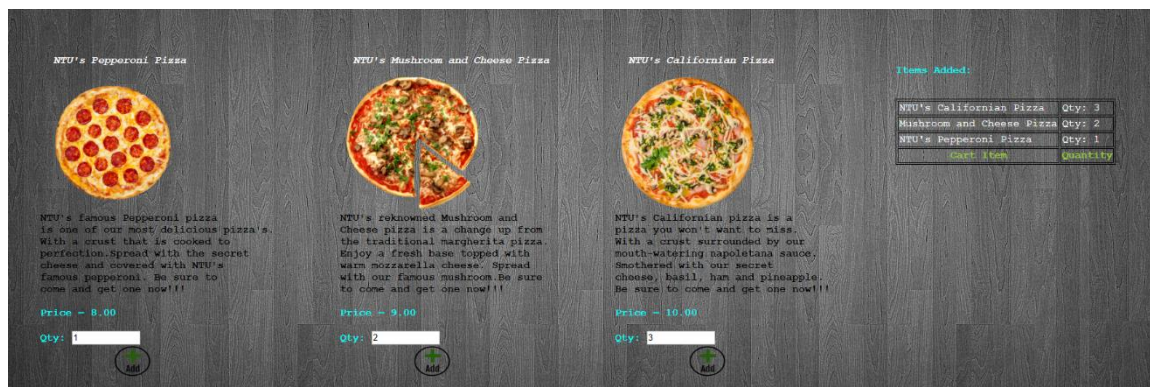 NTU's Pepperoni Pizza
NTU's famous Pepperoni pizza
is one of our most delicious pizza's.
With a crust that is cooked to
perfection.Spread with the secret
cheese and covered with NTU's
famous pepperoni. Be sure to
come and get one now!!!
Price - 8.00
Qty: 1
Add
NTU's Mushroom and Cheese Pizza
NTU's reknowned Mushroom and
Cheese pizza is a change up from
the traditional margherita pizza.
Enjoy a fresh base topped with
warm mozzarella cheese. Spread
with our famous mushroom.Be sure
to come and get one now!!!
Price - 9.00
Qty: 2
Add
NTU's Californian Pizza
NTU's Californian pizza is a
pizza you won't want to miss.
With a crust surrounded by our
mouth-watering napoletana sauce.
Smothered with our secret
cheese, basil, ham and pineapple.
Be sure to come and get one now!!!
Price - 10.00
Qty: 3
Add
Items Added:
NTU's Californian Pizza Qty: 3
Mushroom and Cheese Pizza Qty: 2
NTU's Pepperoni Pizza Qty: 1
Cart Item Quantity